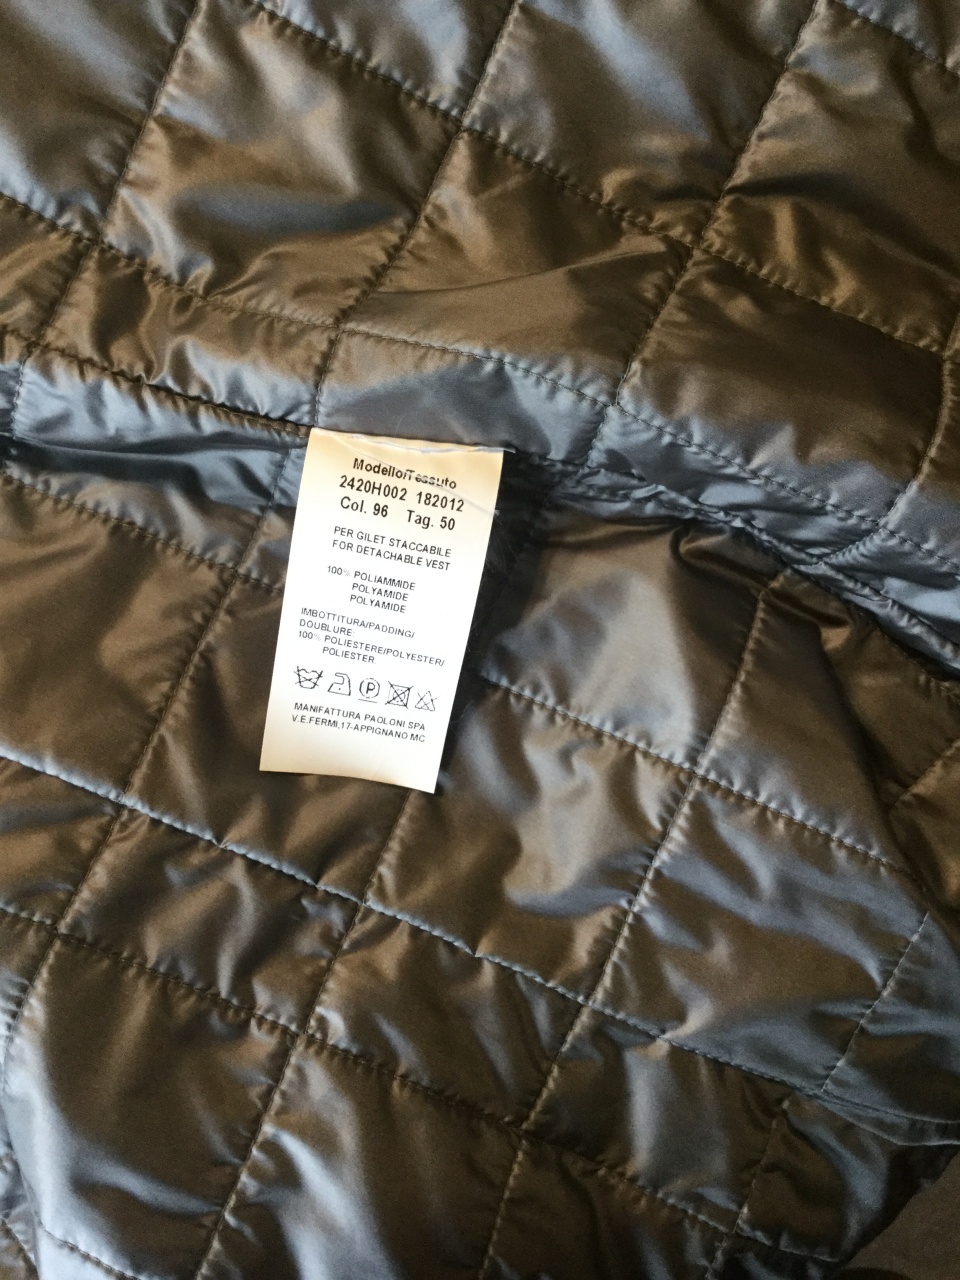 Modello/Tessuto
2420H002 182012
Col. 96 Tag. 50
PER GILET STACCABILE
FOR DETACHABLE VEST
100% POLIAMMIDE
POLYAMIDE
POLYAMIDE
IMBOTTITURA/PADDING/
DOUBLURE:
100% POLIESTERE/POLYESTER/
POLIESTER
P
MANIFATTURA PAOLONI SPA
V.E.FERMI,17-APPIGNANO MC